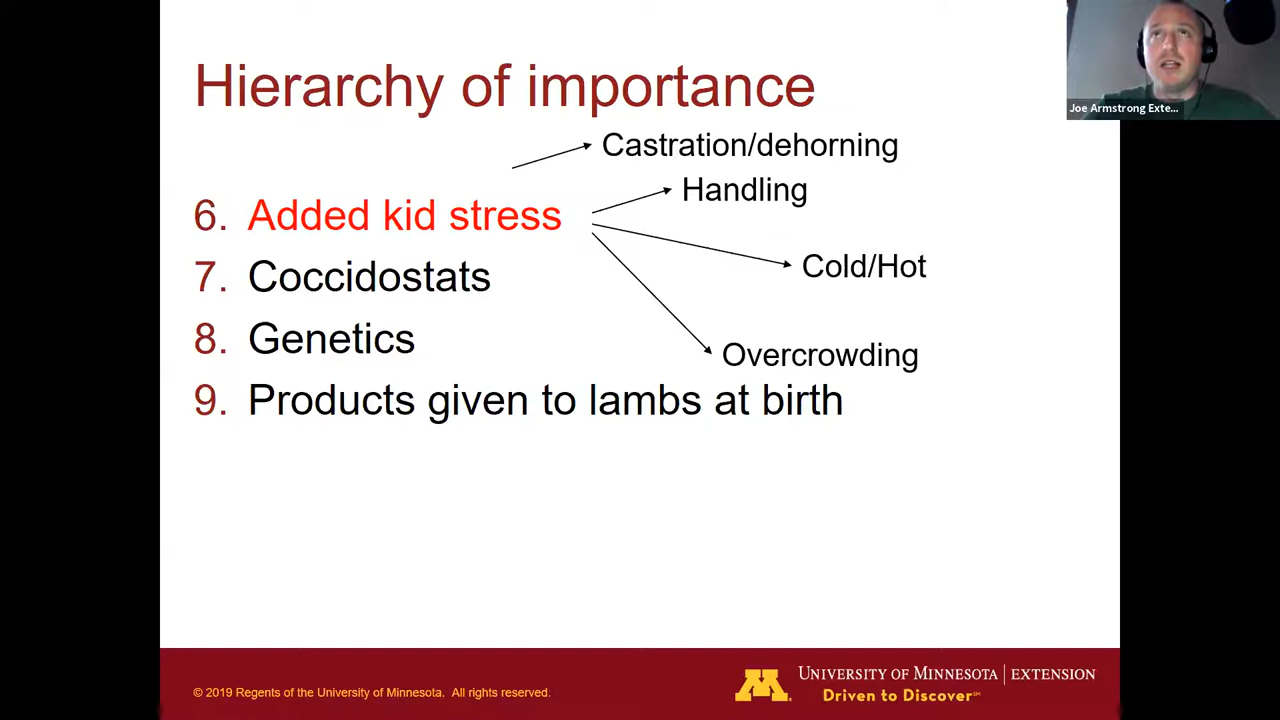 Hierarchy of importance
Joe Armstrong Exte...
Castration/dehorning
Handling
6. Added kid stress
Cold/Hot
7. Coccidostats
8. Genetics
Overcrowding
9. Products given to lambs at birth
© 2019 Regents of the University of Minnesota. All rights reserved.
M
UNIVERSITY OF MINNESOTA | EXTENSION
Driven to Discover℠